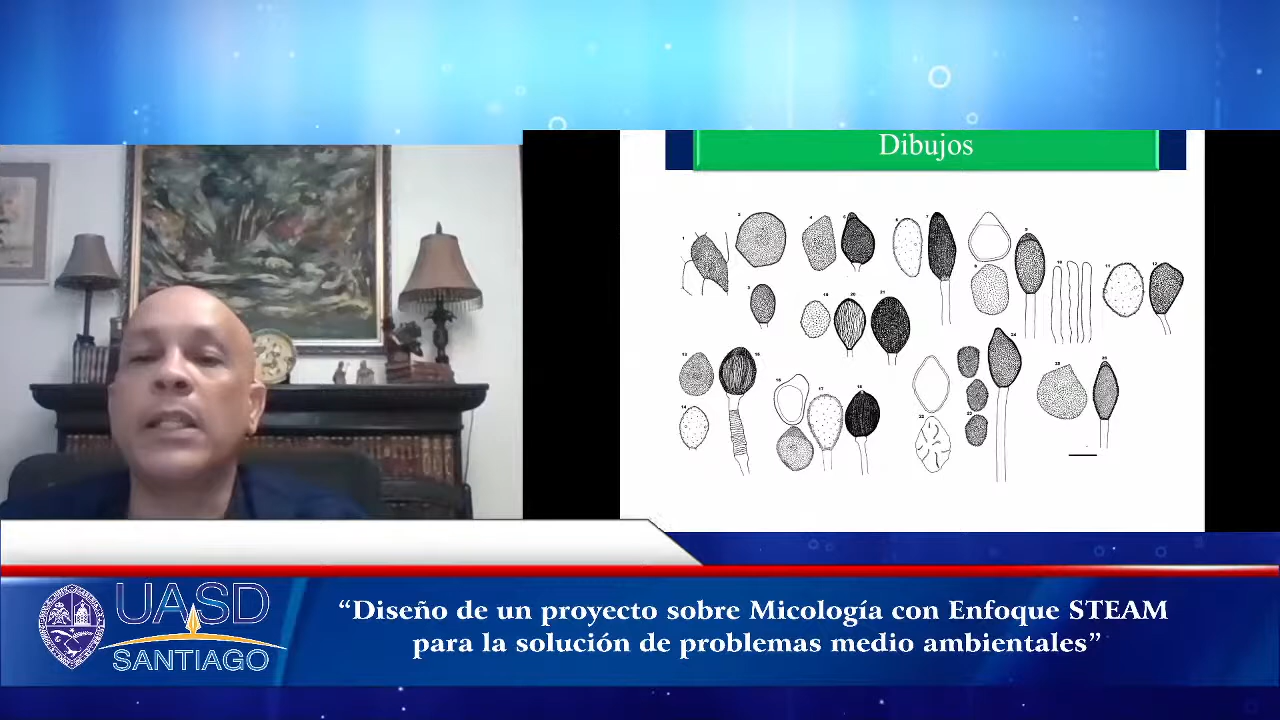 Dibujos
UASD
SANTIAGO
“Diseño de un proyecto sobre Micología con Enfoque STEAM
para la solución de problemas medio ambientales”